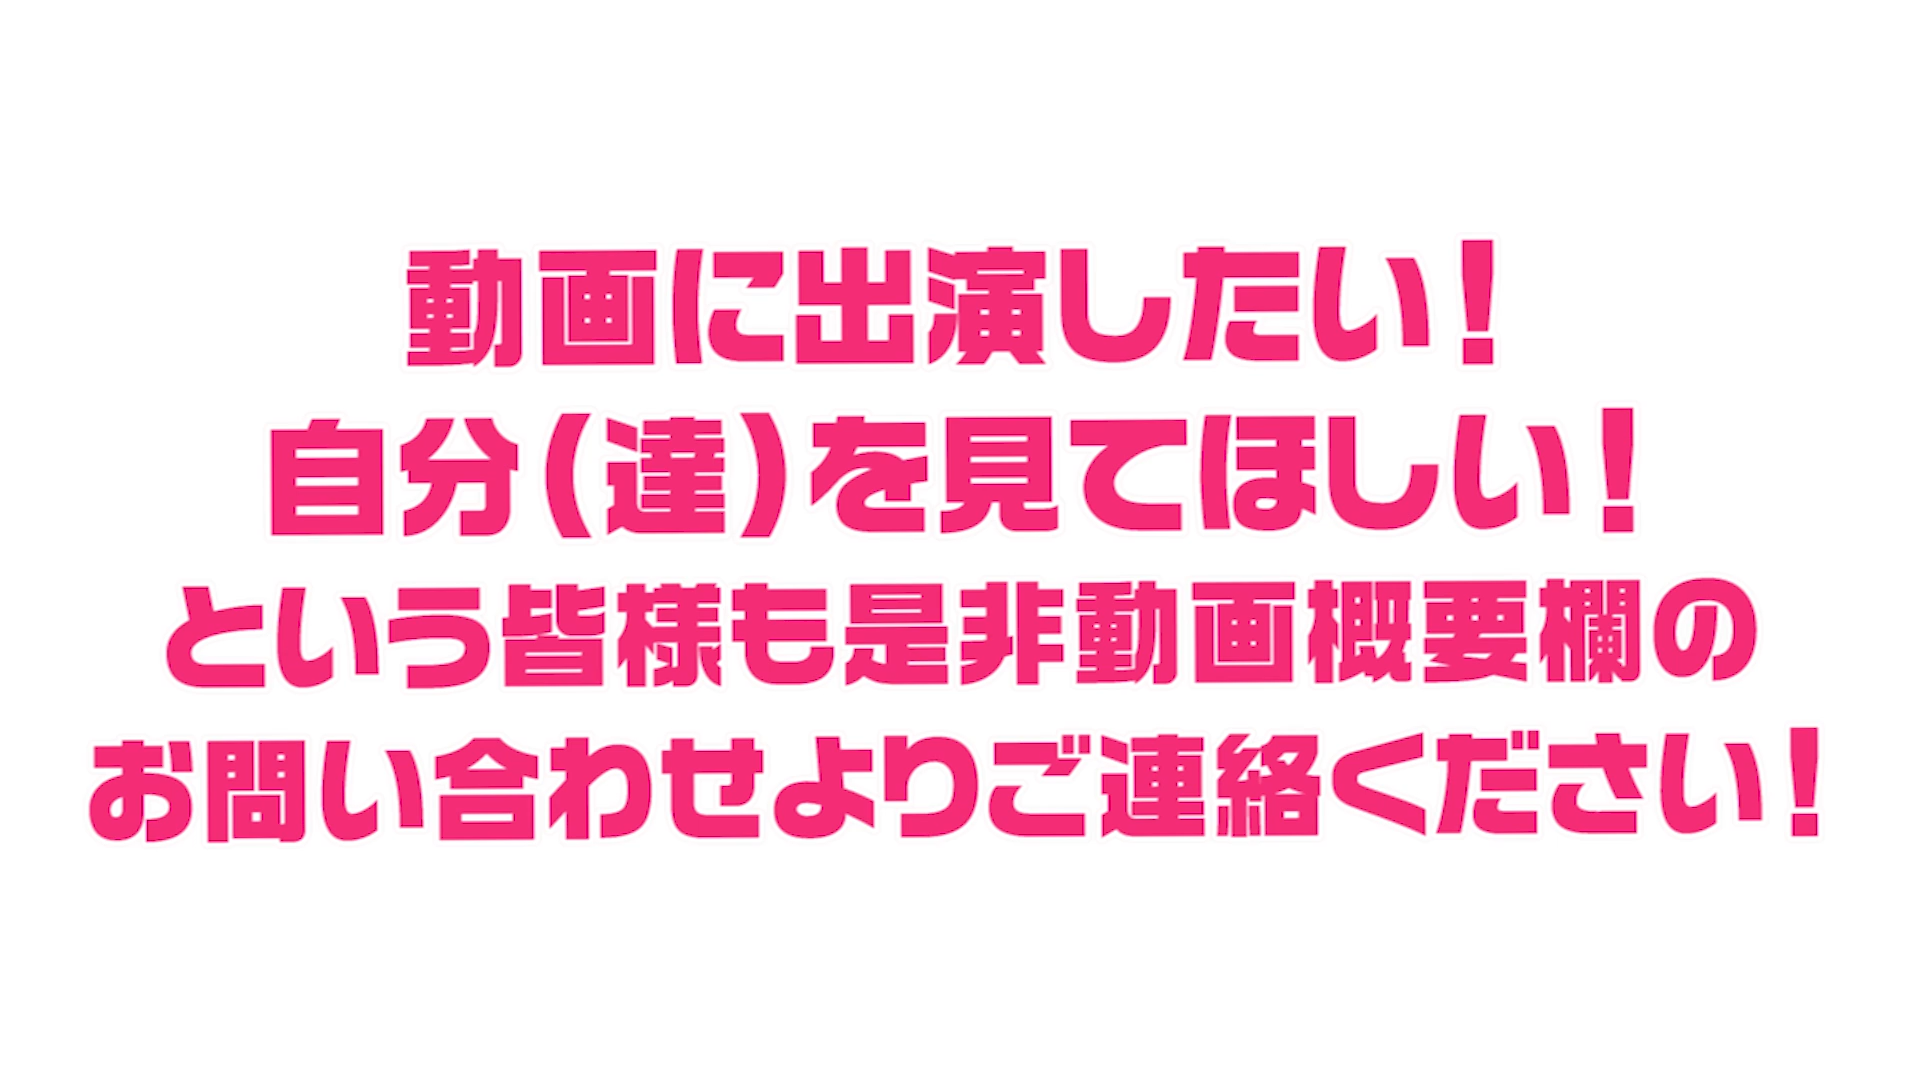 動画に出演したい！
自分（達）を見てほしい！
という皆様も是非動画概要欄の
お問い合わせよりご連絡ください！